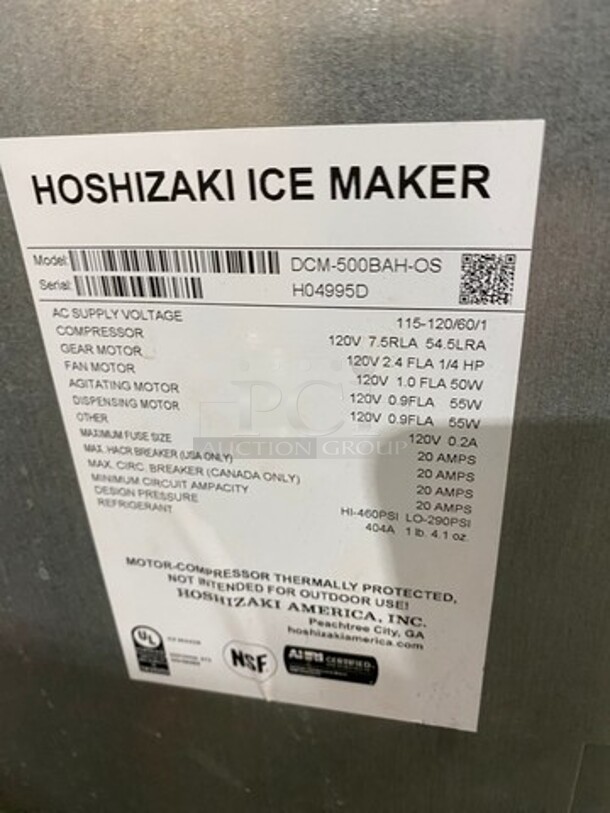 HOSHIZAKI ICE MAKER
Model: DCM-500BAH-OS
Serial: H04995D
AC SUPPLY VOLTAGE 115-120/60/1
COMPRESSOR 120V 7.5RLA 54.5LRA
GEAR MOTOR 120V 2.4 FLA 1/4 HP
FAN MOTOR 120V 1.0 FLA 50W
AGITATING MOTOR 120V 0.9FLA 55W
DISPENSING MOTOR 120V 0.9FLA 55W
OTHER 120V 0.2A
MAXIMUM FUSE SIZE 20 AMPS
MAX. HACR BREAKER (USA ONLY) 20 AMPS
MAX. CIRC. BREAKER (CANADA ONLY) 20 AMPS
MINIMUM CIRCUIT AMPACITY 20 AMPS
DESIGN PRESSURE HI-460PSI LO-290PSI
REFRIGERANT 404A 1 lb. 4.1 oz.
PCI
AUCTION GROUP
MOTOR-COMPRESSOR THERMALLY PROTECTED,
NOT INTENDED FOR OUTDOOR USE!
HOSHIZAKI AMERICA, INC.
Peachtree City, GA
hoshizakiamerica.com
UL
NSF
CERTIFIED